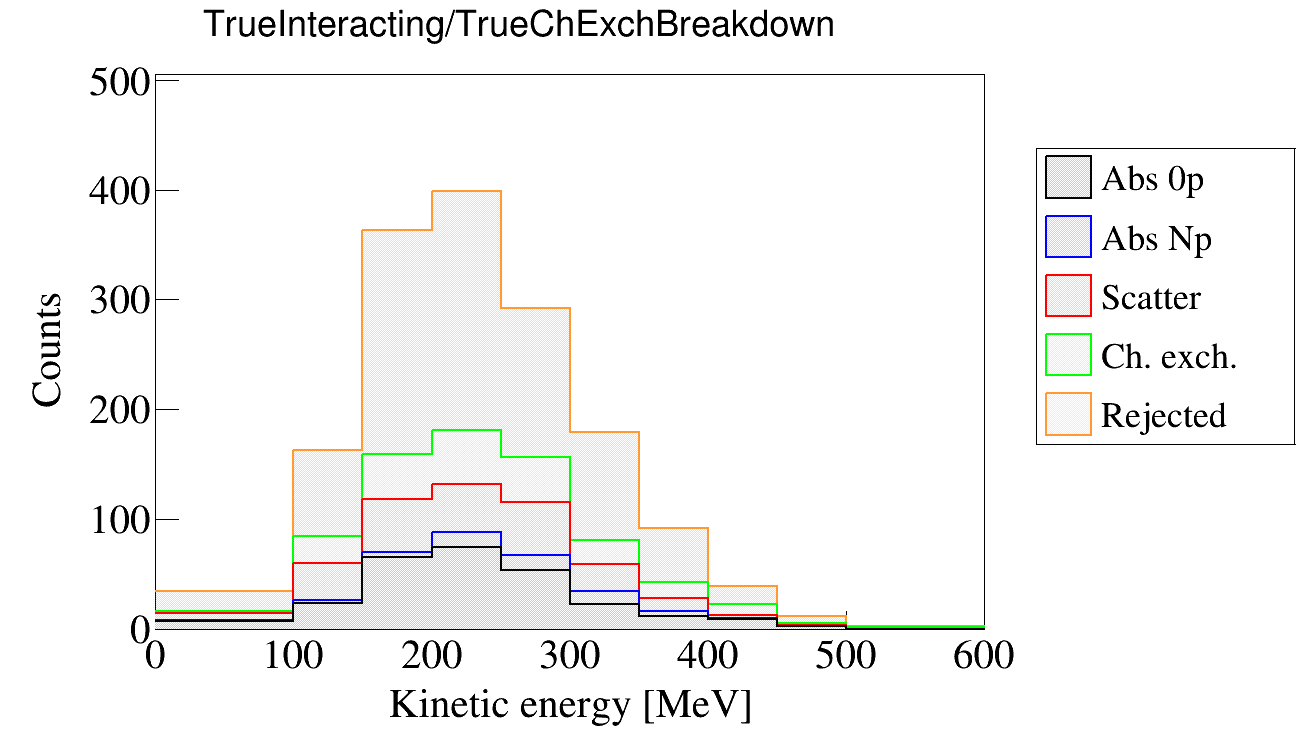 TrueInteracting/TrueChExchBreakdown
500
400
300
200
100
0
Counts
0 100 200 300 400 500 600
Kinetic energy [MeV]
Abs 0p
Abs Np
Scatter
Ch. exch.
Rejected